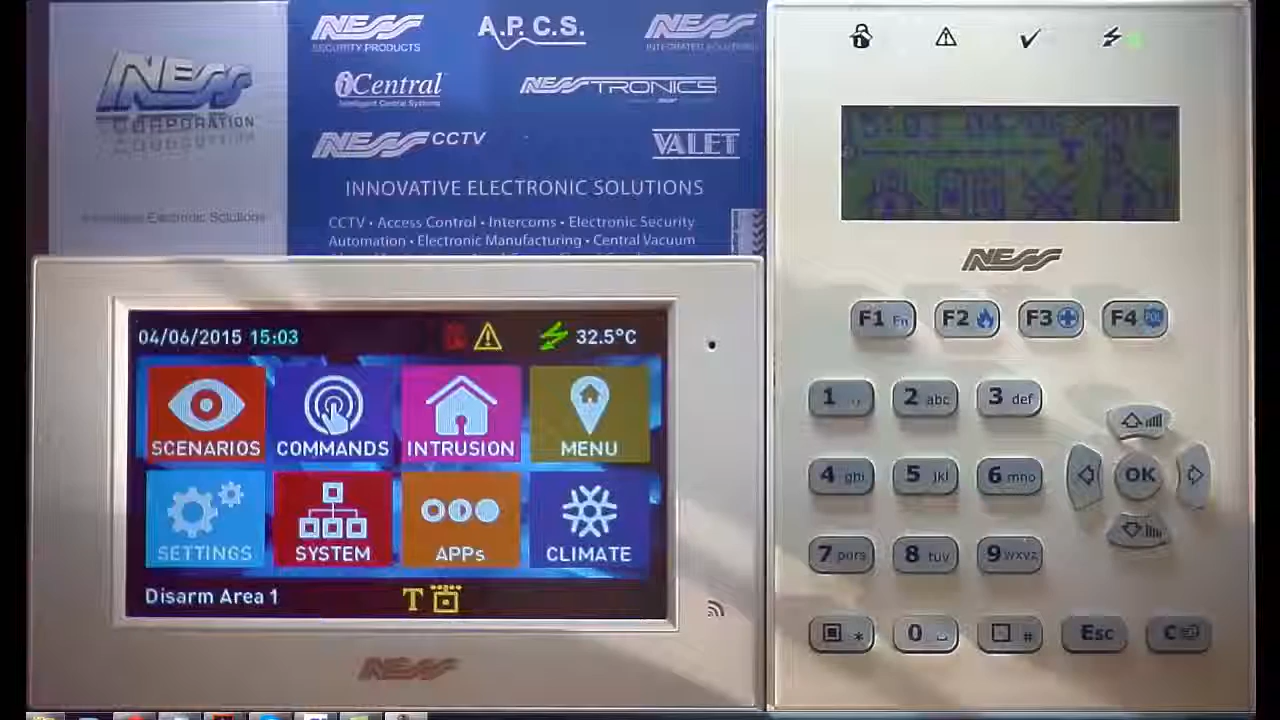 NESS
SECURITY PRODUCTS
A.P.C.S.
NESS
INTEGRATED SOLUTIONS
NESS
CORPORATION
Innovative Electronic Solutions
iCentral
Intelligent Central Systems
NESSTRONICS
NESS CCTV
VALET
INNOVATIVE ELECTRONIC SOLUTIONS
CCTV • Access Control • Intercoms • Electronic Security
Automation • Electronic Manufacturing • Central Vacuum
04/06/2015 15:03
32.5°C
SCENARIOS
COMMANDS
INTRUSION
MENU
SETTINGS
SYSTEM
APPs
CLIMATE
Disarm Area 1
T
NESS
NESS
F1 Fn
F2
F3
F4 POL
1 .,
2 abc
3 def
4 ghi
5 jkl
6 mno
OK
7 pqrs
8 tuv
9 wxyz
*
0
#
Esc
C